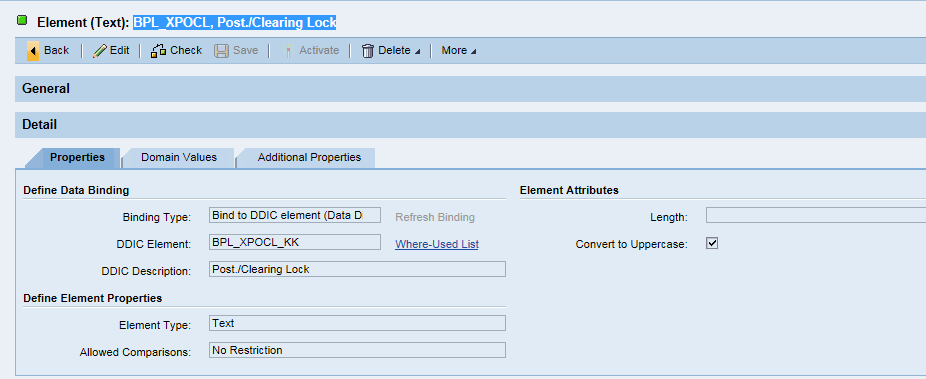 Element (Text): BPL_XPOCL, Post./Clearing Lock
Back Edit Check Save Activate Delete More
General
Detail
Properties Domain Values Additional Properties
Define Data Binding Element Attributes
Binding Type: Bind to DDIC element (Data D Refresh Binding Length:
DDIC Element: BPL_XPOCL_KK Where-Used List Convert to Uppercase:
DDIC Description: Post./Clearing Lock
Define Element Properties
Element Type: Text
Allowed Comparisons: No Restriction